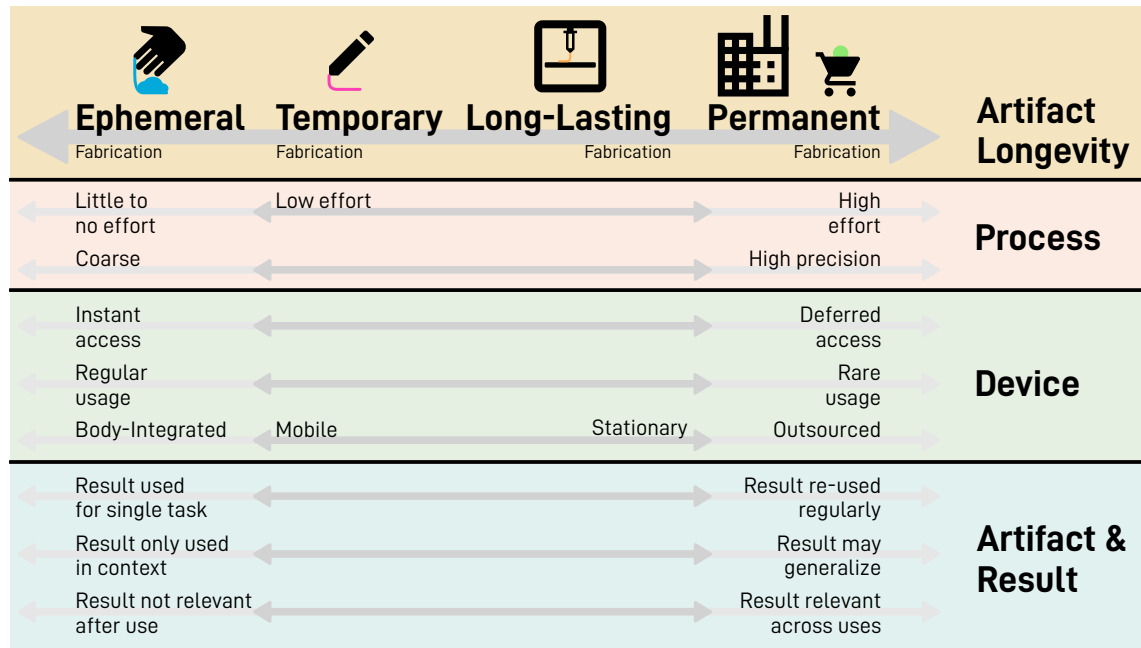 Ephemeral Temporary Long-Lasting Permanent
Fabrication Fabrication Fabrication Fabrication
Artifact
Longevity
Little to
no effort
Low effort
High
effort
Coarse
High precision
Process
Instant
access
Deferred
access
Regular
usage
Rare
usage
Body-Integrated
Mobile
Stationary
Outsourced
Device
Result used
for single task
Result re-used
regularly
Result only used
in context
Result may
generalize
Result not relevant
after use
Result relevant
across uses
Artifact &
Result